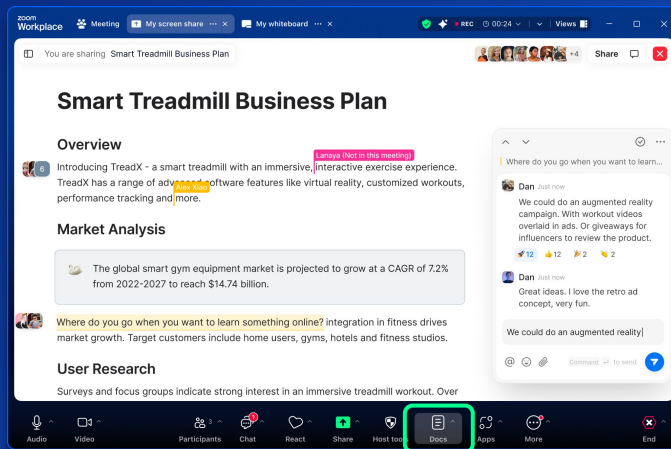 zoom
Workplace
Meeting
My screen share ··· ×
My whiteboard ··· ×
REC
00:24
Views
You are sharing Smart Treadmill Business Plan
+4
Share
Smart Treadmill Business Plan
Overview
Lanaya (Not in this meeting)
6
Introducing TreadX - a smart treadmill with an immersive, interactive exercise experience.
TreadX has a range of advanced software features like virtual reality, customized workouts,
Alex Xiao
performance tracking and more.
Market Analysis
The global smart gym equipment market is projected to grow at a CAGR of 7.2%
from 2022-2027 to reach $14.74 billion.
Where do you go when you want to learn something online? integration in fitness drives
market growth. Target customers include home users, gyms, hotels and fitness studios.
User Research
Surveys and focus groups indicate strong interest in an immersive treadmill workout. Over
Where do you go when you want to learn...
Dan Just now
We could do an augmented reality
campaign. With workout videos
overlaid in ads. Or giveaways for
influencers to review the product.
12 12 2 2
Dan Just now
Great ideas. I love the retro ad
concept, very fun.
We could do an augmented reality
Command ↵ to send
Audio
Video
3
Participants
1
Chat
React
Share
Host tools
Docs
Apps
More
End